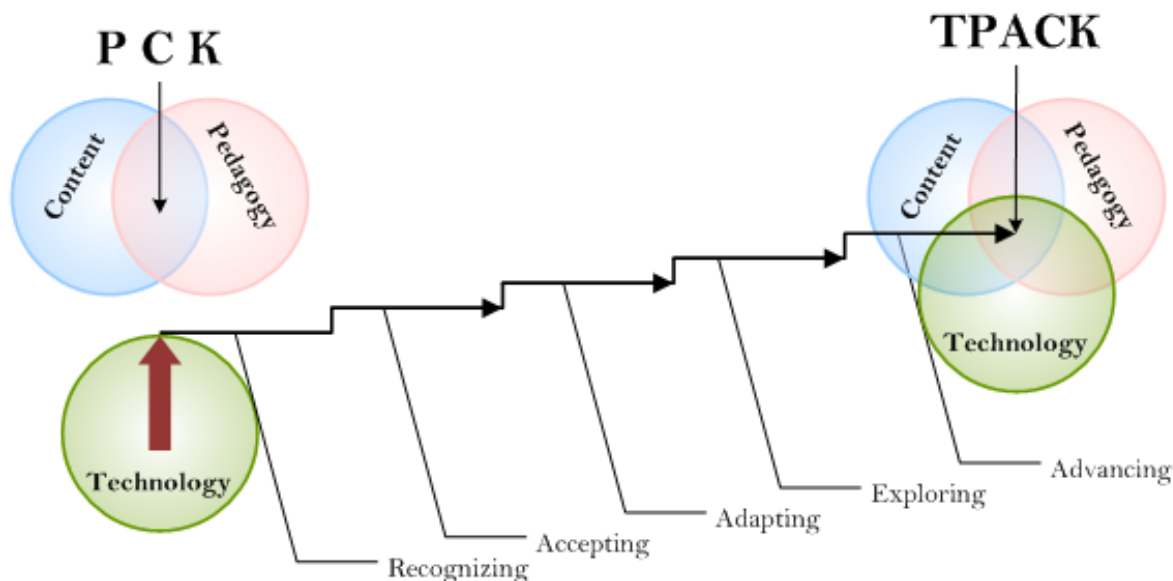 P C K
TPACK
Content
Pedagogy
Content
Pedagogy
Technology
Technology
Recognizing
Accepting
Adapting
Exploring
Advancing